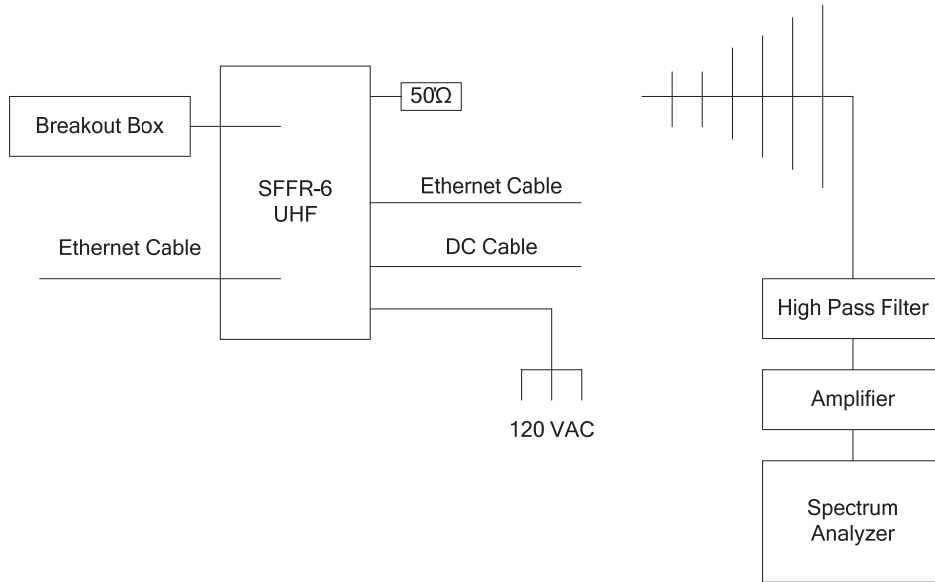 50Ω
Breakout Box
SFFR-6
UHF
Ethernet Cable
Ethernet Cable
DC Cable
High Pass Filter
Amplifier
120 VAC
Spectrum
Analyzer